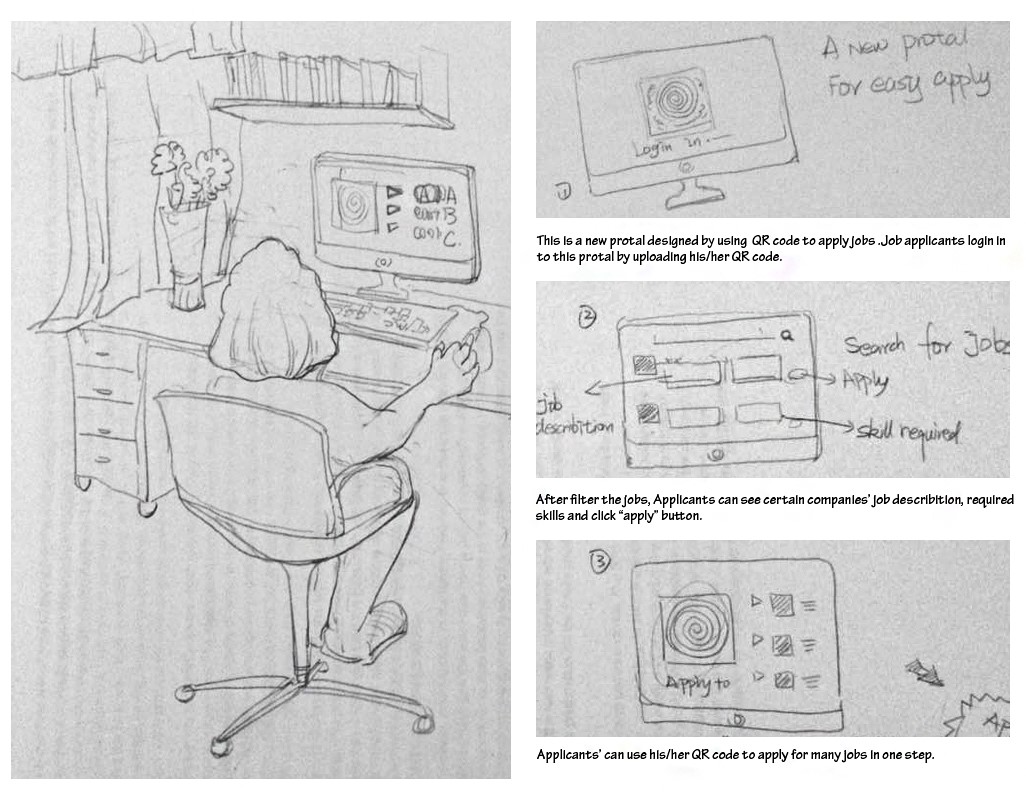 A
B
C.
A New protal
For easy apply
Login in.
1
This is a new protal designed by using QR code to apply jobs .Job applicants login in
to this protal by uploading his/her QR code.
2
Search for Jobs
Apply
job
describition
skill required
After filter the jobs, Applicants can see certain companies' job describition, required
skills and click “apply” button.
3
Apply to
AP
Applicants' can use his/her QR code to apply for many jobs in one step.